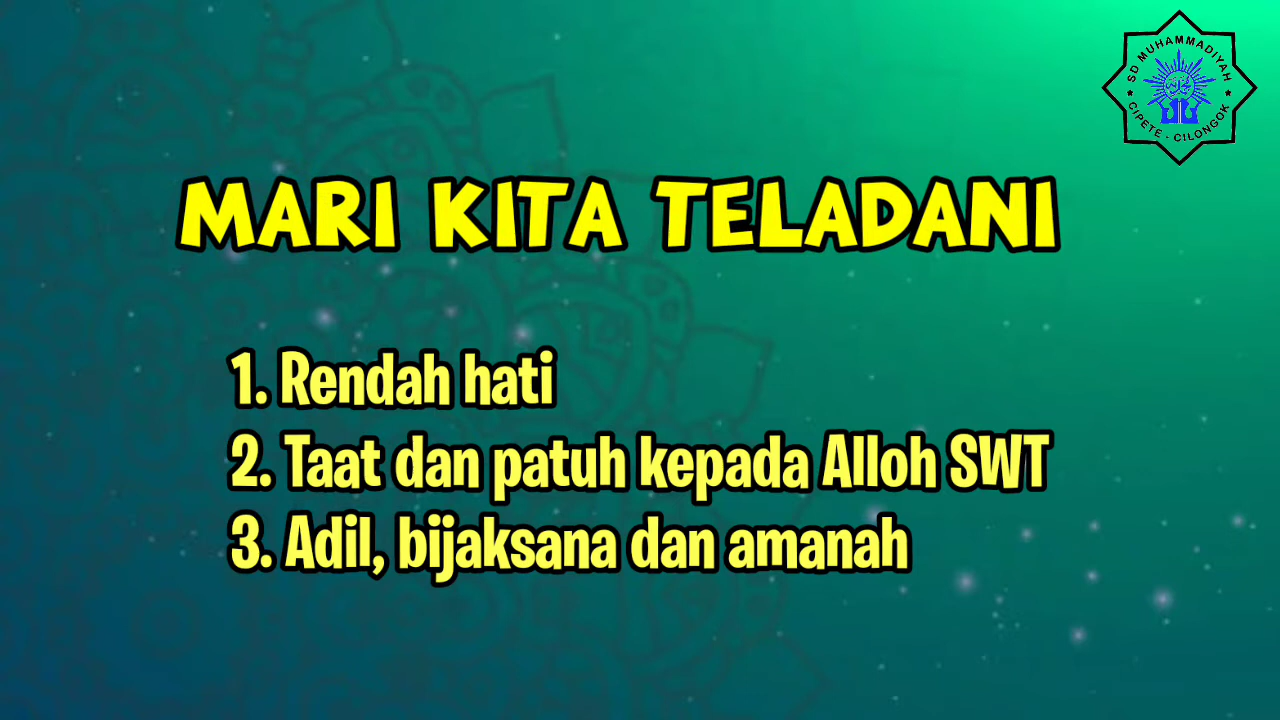 SD MUHAMMADIYAH
CIPETE - CILONGOK
MARI KITA TELADANI
1. Rendah hati
2. Taat dan patuh kepada Alloh SWT
3. Adil, bijaksana dan amanah